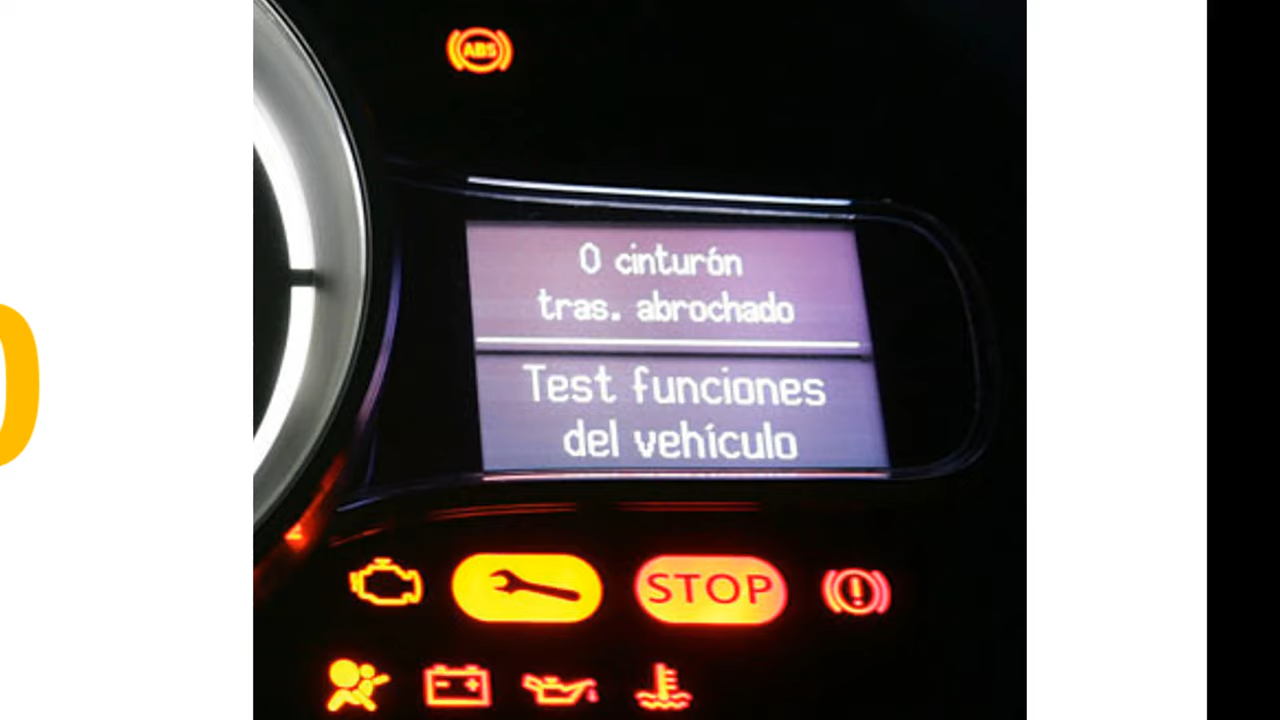 ABS
0 cinturón
tras. abrochado
Test funciones
del vehículo
STOP